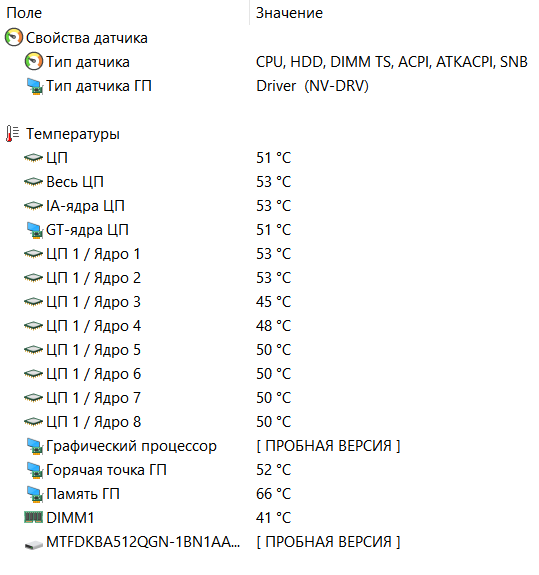 Поле Значение
Свойства датчика
Тип датчика CPU, HDD, DIMM TS, ACPI, ATKACPI, SNB
Тип датчика ГП Driver (NV-DRV)
Температуры
ЦП 51 °C
Весь ЦП 53 °C
IA-ядра ЦП 53 °C
GT-ядра ЦП 51 °C
ЦП 1 / Ядро 1 53 °C
ЦП 1 / Ядро 2 53 °C
ЦП 1 / Ядро 3 45 °C
ЦП 1 / Ядро 4 48 °C
ЦП 1 / Ядро 5 50 °C
ЦП 1 / Ядро 6 50 °C
ЦП 1 / Ядро 7 50 °C
ЦП 1 / Ядро 8 50 °C
Графический процессор [ ПРОБНАЯ ВЕРСИЯ ]
Горячая точка ГП 52 °C
Память ГП 66 °C
DIMM1 41 °C
MTFDKBA512QGN-1BN1AA... [ ПРОБНАЯ ВЕРСИЯ ]